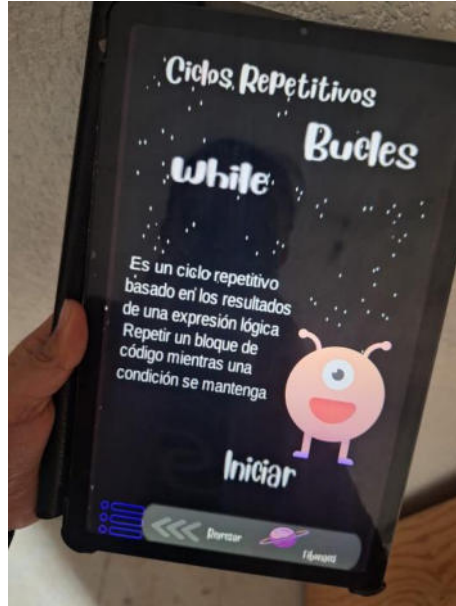 Ciclos Repetitivos
Bucles
While
Es un ciclo repetitivo
basado en los resultados
de una expresión lógica
Repetir un bloque de
código mientras una
condición se mantenga
Iniciar
Regresar